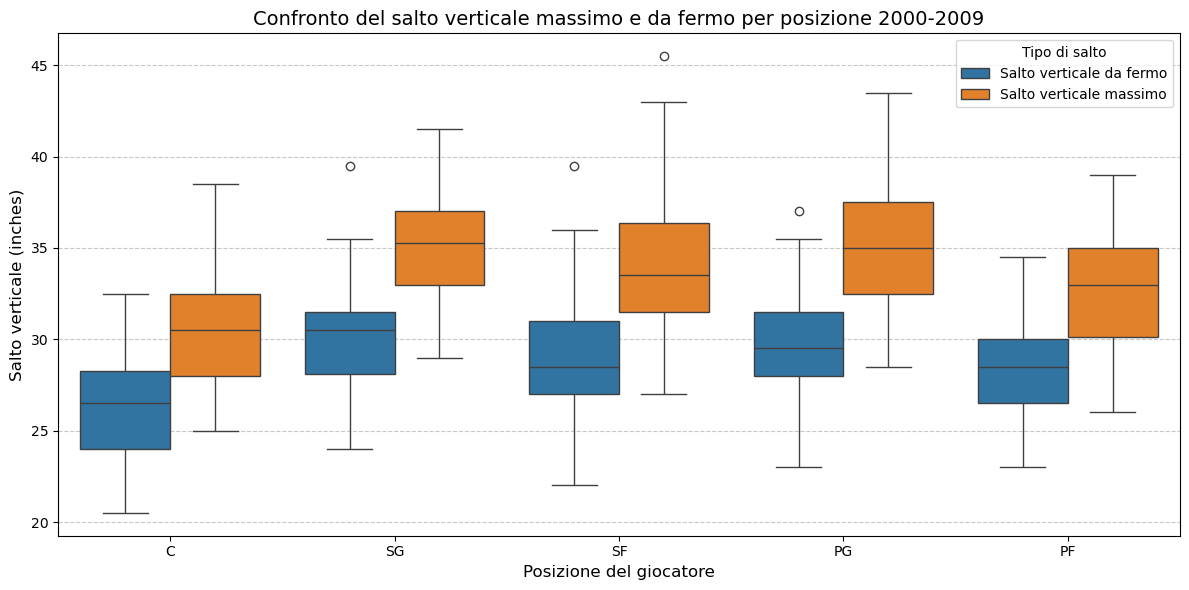 Confronto del salto verticale massimo e da fermo per posizione 2000-2009
Tipo di salto
Salto verticale da fermo
Salto verticale massimo
Salto verticale (inches)
45
40
35
30
25
20
C SG SF PG PF
Posizione del giocatore